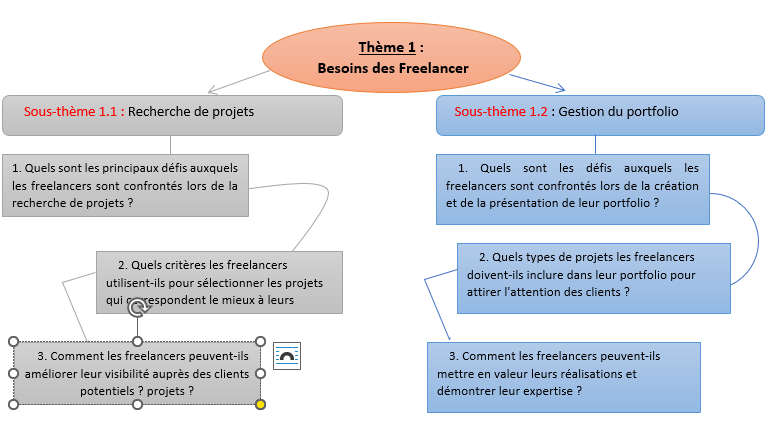 Thème 1 :
Besoins des Freelancer
Sous-thème 1.1 : Recherche de projets
1. Quels sont les principaux défis auxquels
les freelancers sont confrontés lors de la
recherche de projets ?
2. Quels critères les freelancers
utilisent-ils pour sélectionner les projets
qui correspondent le mieux à leurs
3. Comment les freelancers peuvent-ils
améliorer leur visibilité auprès des clients
potentiels ? projets ?
Sous-thème 1.2 : Gestion du portfolio
1. Quels sont les défis auxquels les
freelancers sont confrontés lors de la création
et de la présentation de leur portfolio ?
2. Quels types de projets les freelancers
doivent-ils inclure dans leur portfolio pour
attirer l'attention des clients ?
3. Comment les freelancers peuvent-ils
mettre en valeur leurs réalisations et
démontrer leur expertise ?